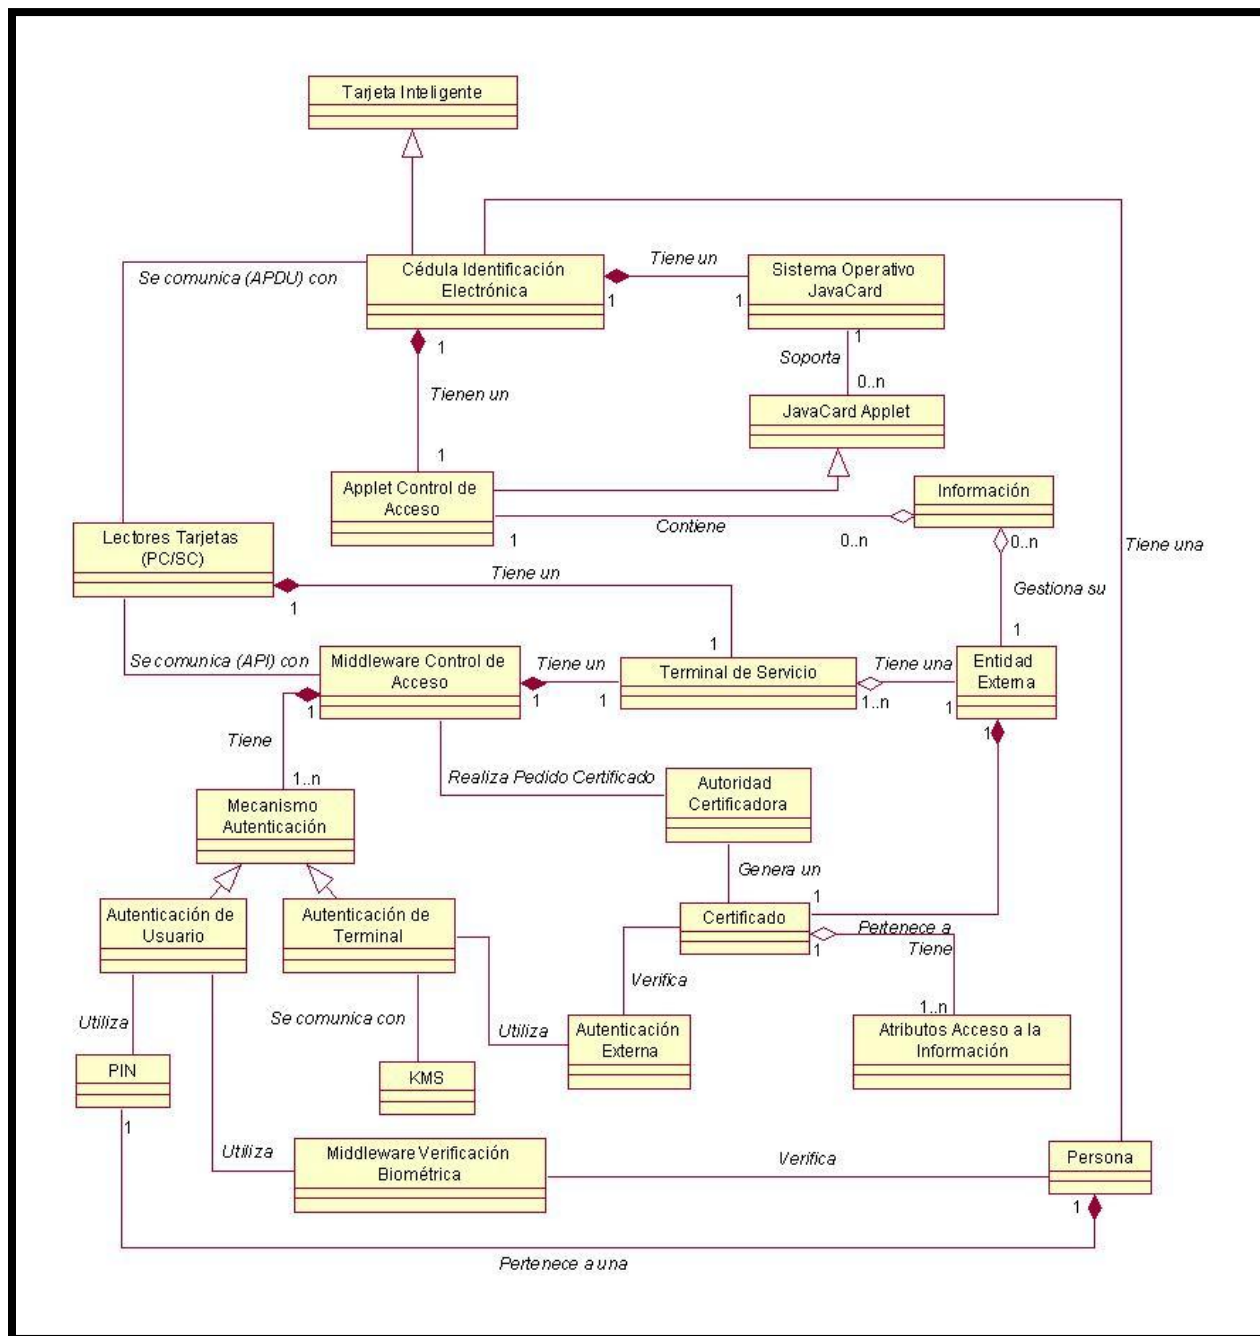 Tarjeta Inteligente
Se comunica (APDU) con
Cédula Identificación
Electrónica
Tiene un
1
1
Sistema Operativo
JavaCard
1
1
Soporta
0..n
Tienen un
JavaCard Applet
1
Applet Control de
Acceso
Información
Contiene
1
0..n
0..n
Lectores Tarjetas
(PC/SC)
Tiene una
Tiene un
1
Gestiona su
1
1
Se comunica (API) con
Middleware Control de
Acceso
Tiene un
1
1
Terminal de Servicio
Tiene una
1..n
1
Entidad
Externa
1
1
Tiene
1..n
Realiza Pedido Certificado
Autoridad
Certificadora
Mecanismo
Autenticación
Genera un
1
Autenticación de
Usuario
Autenticación de
Terminal
Certificado
Pertenece a
1
Tiene
Verifica
1..n
Utiliza
Se comunica con
Utiliza
Autenticación
Externa
Atributos Acceso a la
Información
PIN
KMS
1
Utiliza
Middleware Verificación
Biométrica
Verifica
Persona
1
Pertenece a una